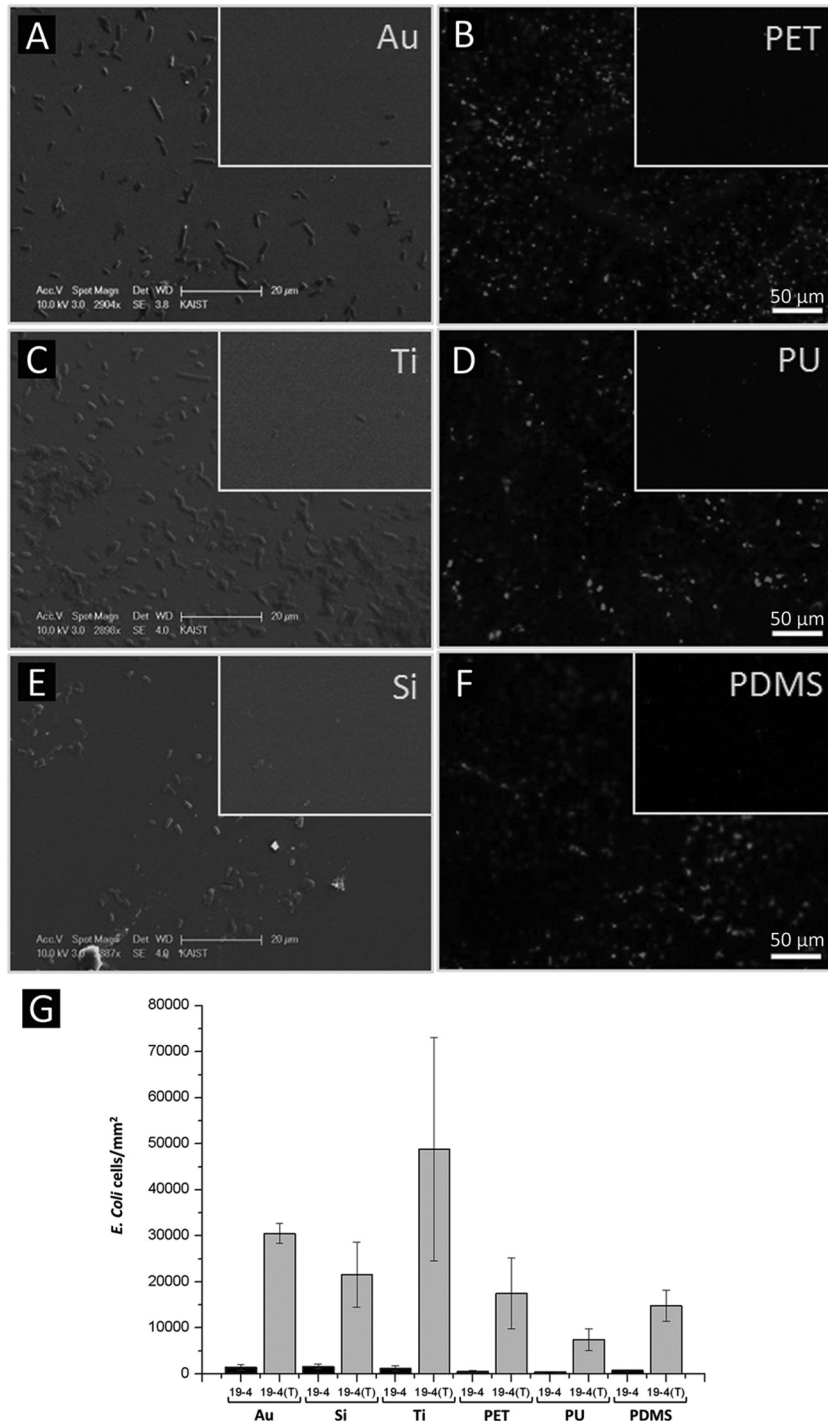 A
Au
Acc.V Spot Magn Det WD
10.0 kV 3.0 2904x SE 3.8 KAIST
20 µm
B
PET
50 µm
C
Ti
Acc.V Spot Magn Det WD
10.0 kV 3.0 2898x SE 4.0 KAIST
20 µm
D
PU
50 µm
E
Si
Acc.V Spot Magn Det WD
10.0 kV 3.0 SE 4.0 KAIST
20 µm
F
PDMS
50 µm
G
E. Coli cells/mm²
80000
70000
60000
50000
40000
30000
20000
10000
0
19-4 19-4(T) 19-4 19-4(T) 19-4 19-4(T) 19-4 19-4(T) 19-4 19-4(T) 19-4 19-4(T)
Au Si Ti PET PU PDMS